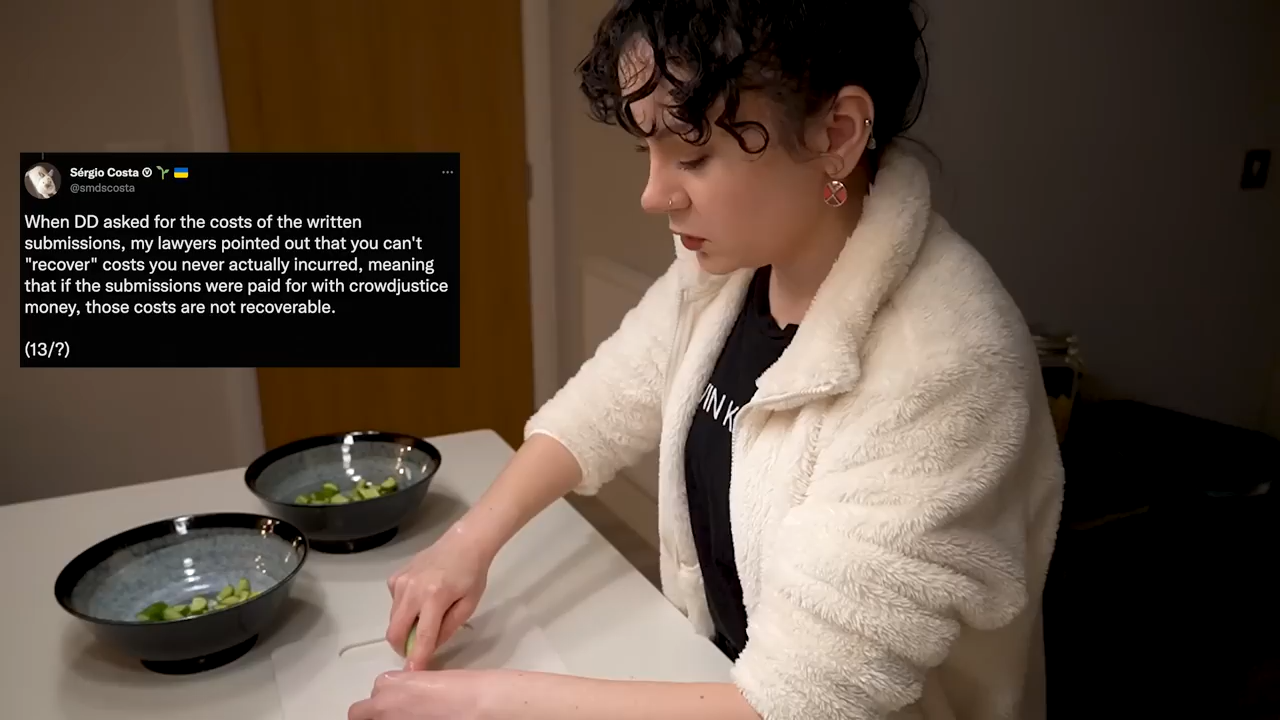 Sérgio Costa
@smdscosta
When DD asked for the costs of the written
submissions, my lawyers pointed out that you can't
"recover" costs you never actually incurred, meaning
that if the submissions were paid for with crowdjustice
money, those costs are not recoverable.
(13/?)
VIN K